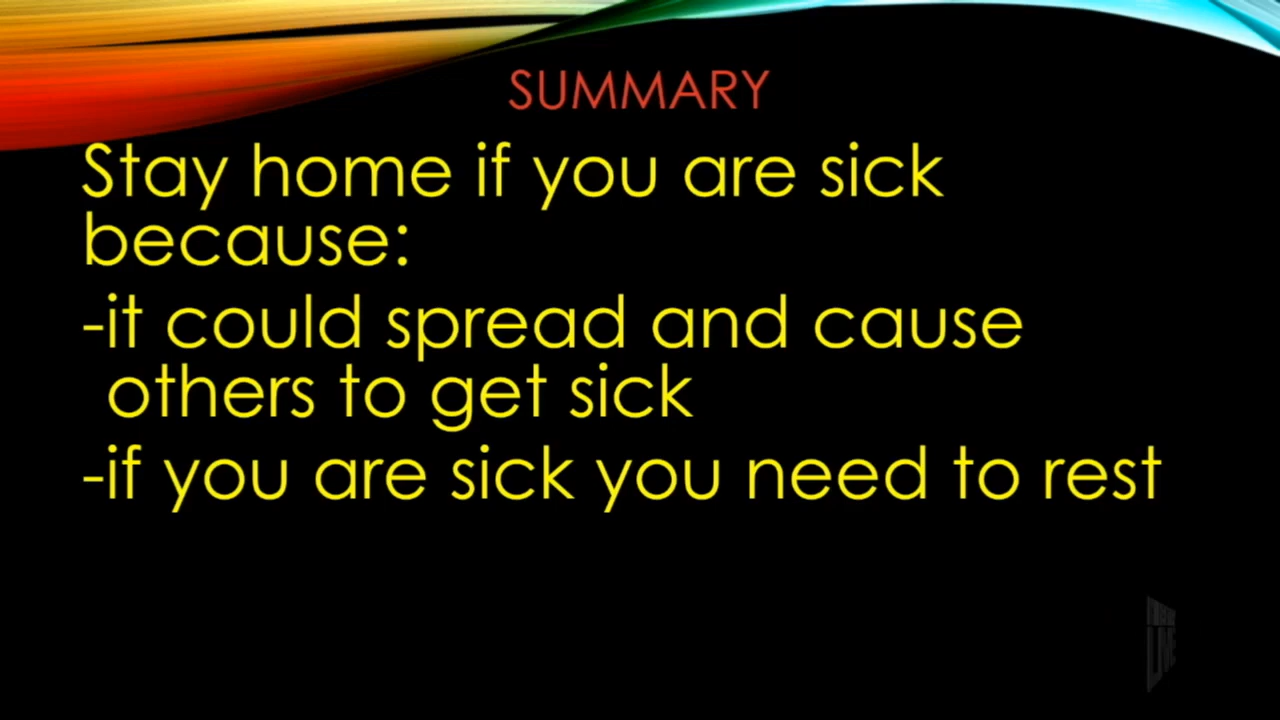 SUMMARY
Stay home if you are sick
because:
-it could spread and cause
others to get sick
-if you are sick you need to rest
LIVE